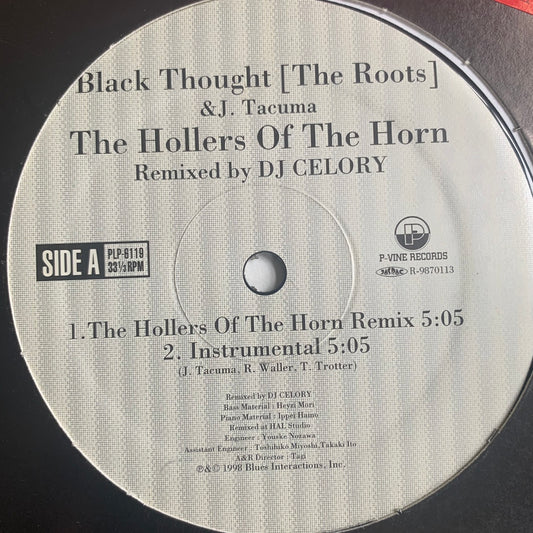 Black Thought [The Roots]
&J. Tacuma
The Hollers Of The Horn
Remixed by DJ CELORY
SIDE A
PLP-6119
33⅓RPM
P
P-VINE RECORDS
R-9870113
1.The Hollers Of The Horn Remix 5:05
2. Instrumental 5:05
(J. Tacuma, R. Waller, T. Trotter)
Remixed by DJ CELORY
Bass Material : Heyzi Mori
Piano Material : Ippei Haino
Remixed at HAL Studio
Engineer : Youske Nozawa
Assistant Engineer : Toshihiko Miyoshi,Takaki Ito
A&R Director : Tazi
℗&© 1998 Blues Interactions, Inc.